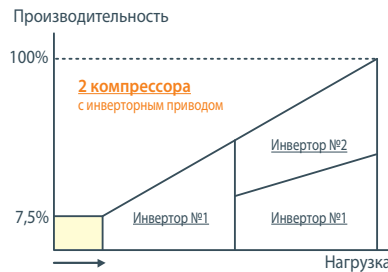 Производительность
100%
2 компрессора
с инверторным приводом
Инвертор №2
7,5%
Инвертор №1
Инвертор №1
Нагрузка